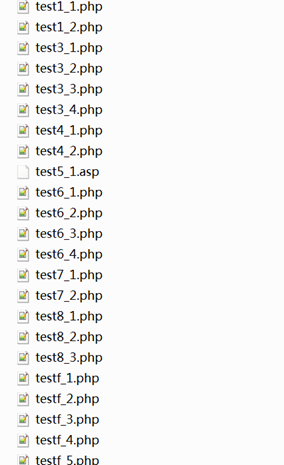 test1_1.php
test1_2.php
test3_1.php
test3_2.php
test3_3.php
test3_4.php
test4_1.php
test4_2.php
test5_1.asp
test6_1.php
test6_2.php
test6_3.php
test6_4.php
test7_1.php
test7_2.php
test8_1.php
test8_2.php
test8_3.php
testf_1.php
testf_2.php
testf_3.php
testf_4.php
testf_5.php